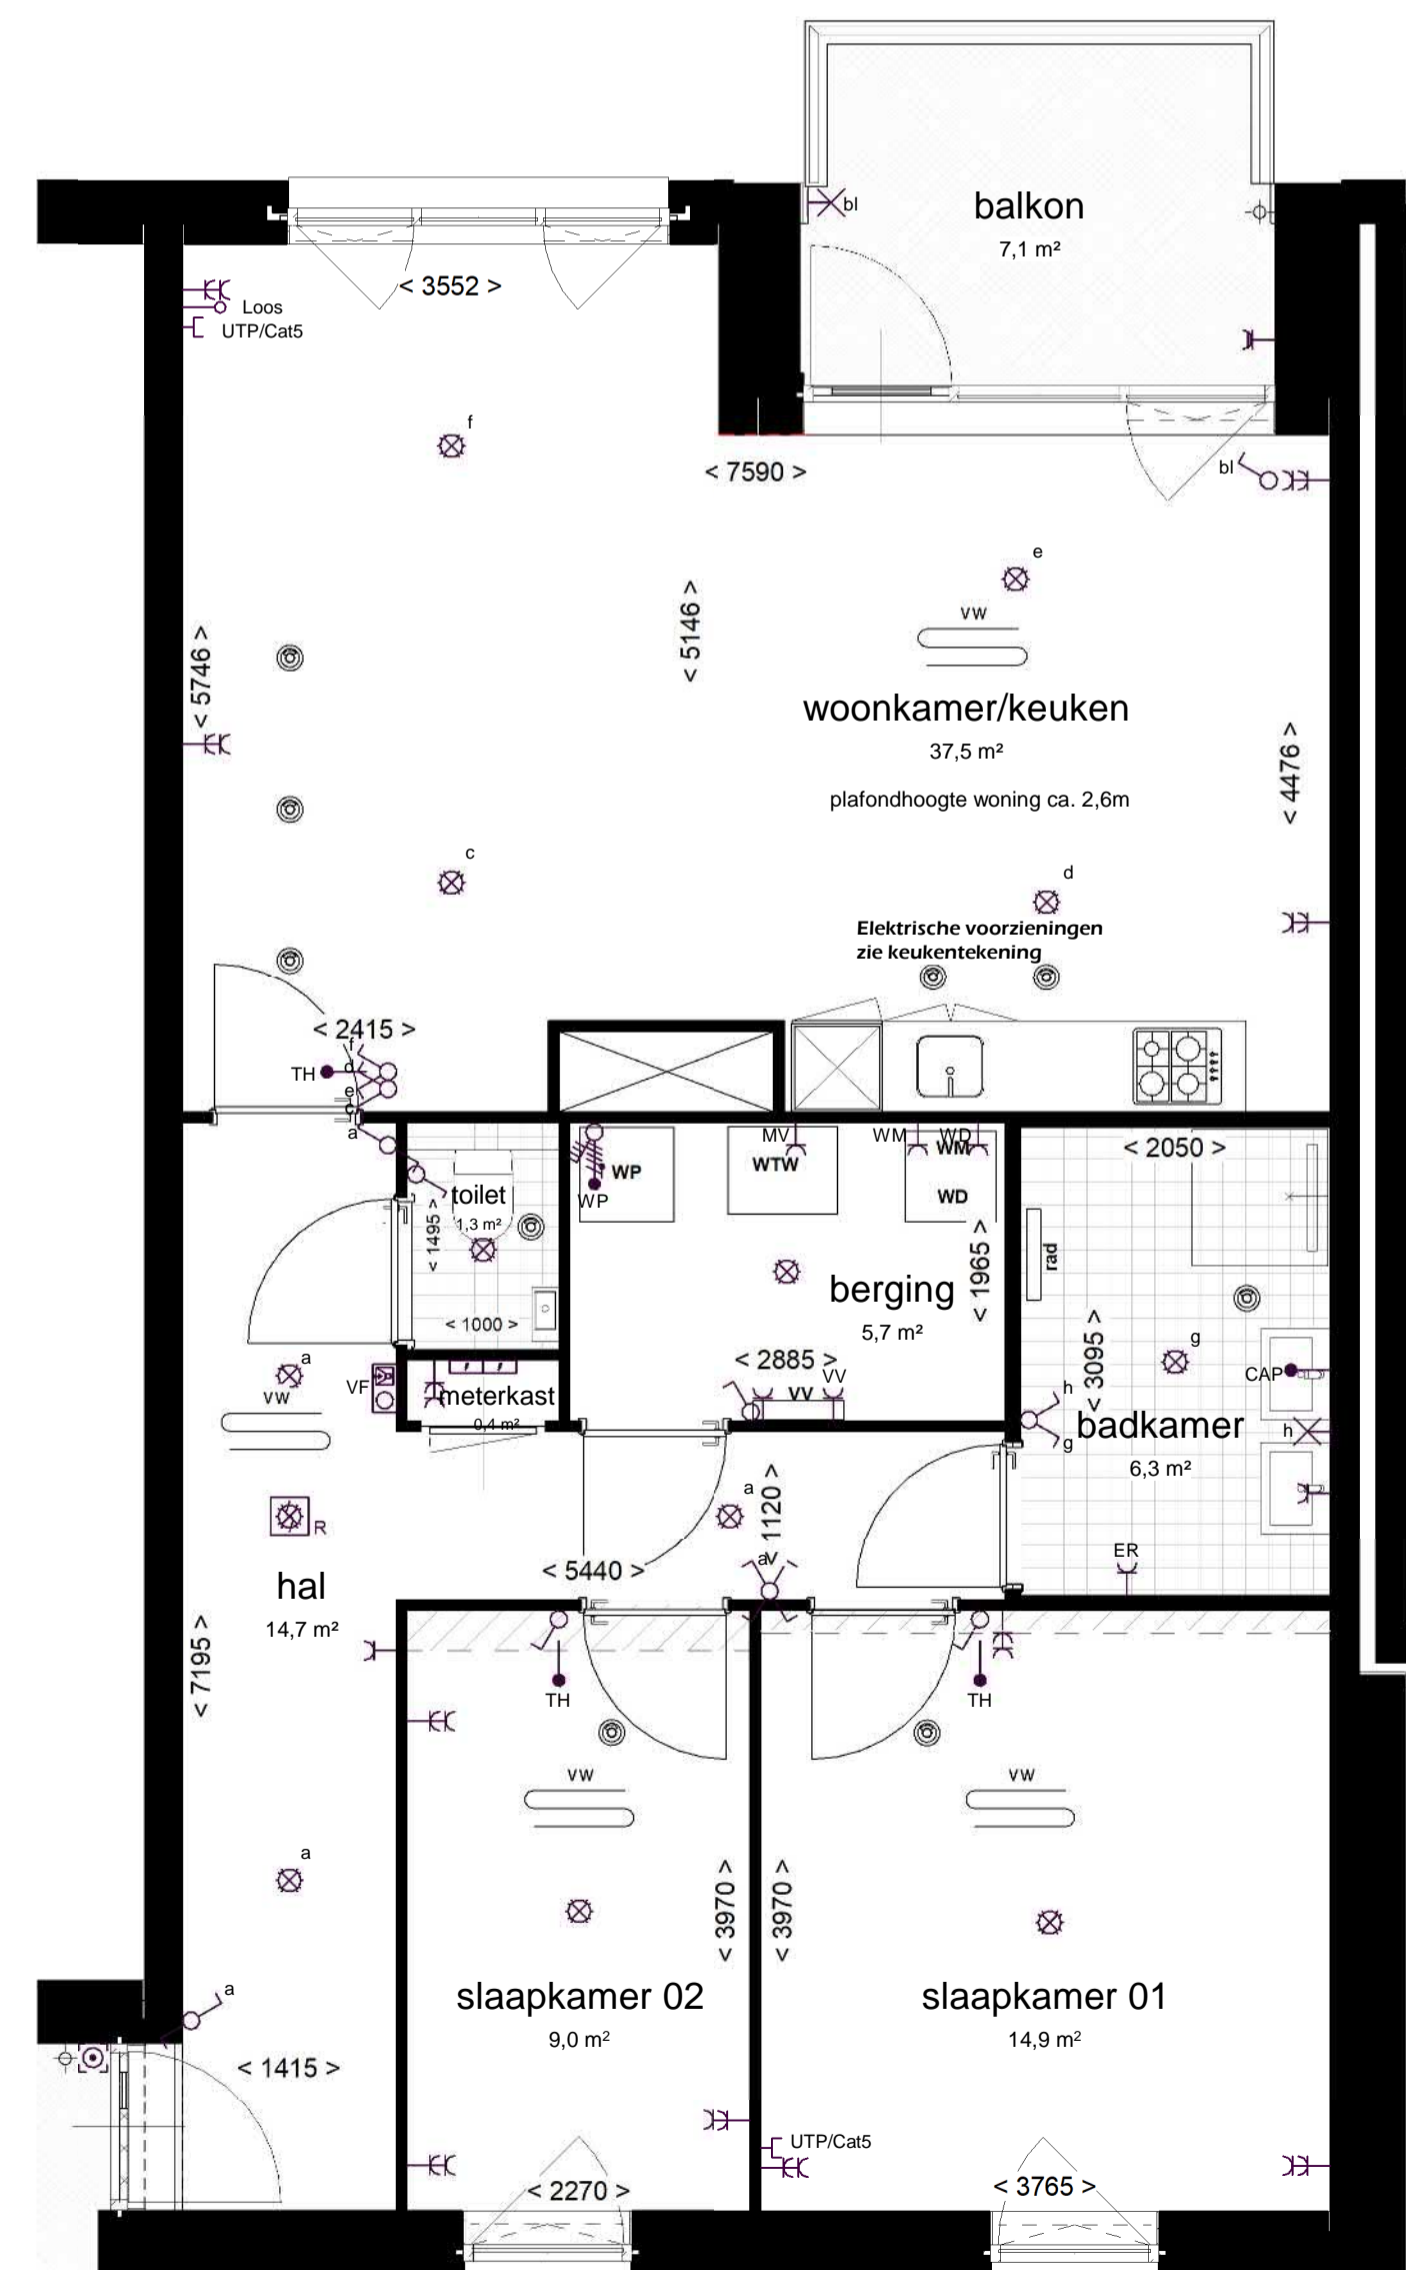 balkon
7,1 m²
bl
< 3552 >
Loos
UTP/Cat5
f
< 7590 >
bl
e
vw
< 5146 >
< 5746 >
woonkamer/keuken
37,5 m²
plafondhoogte woning ca. 2,6m
< 4476 >
c
d
Elektrische voorzieningen
zie keukentekening
< 2415 >
f
d
TH
e
c
a
MV
WM
WD
WM
< 2050 >
WP
WTW
WD
WP
toilet
1,3 m²
< 1495 >
< 1000 >
berging
5,7 m²
< 1965 >
rad
< 3095 >
g
CAP
a
vw
VF
meterkast
0,4 m²
< 2885 >
VV
VV
h
g
badkamer
6,3 m²
h
R
a
< 1120 >
a
ER
< 5440 >
hal
14,7 m²
< 7195 >
TH
TH
vw
vw
a
< 3970 >
< 3970 >
slaapkamer 02
9,0 m²
slaapkamer 01
14,9 m²
a
< 1415 >
UTP/Cat5
< 2270 >
< 3765 >